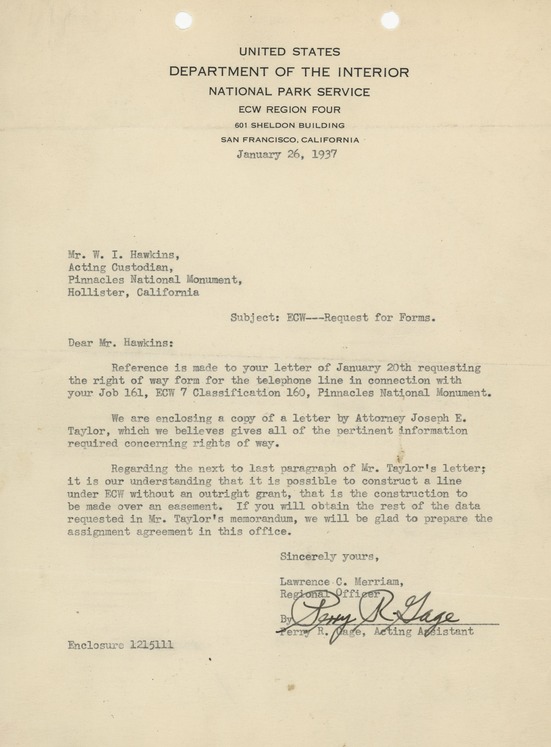 UNITED STATES
DEPARTMENT OF THE INTERIOR
NATIONAL PARK SERVICE
ECW REGION FOUR
601 SHELDON BUILDING
SAN FRANCISCO, CALIFORNIA
January 26, 1937
Mr. W. I. Hawkins,
Acting Custodian,
Pinnacles National Monument,
Hollister, California
Subject: ECW---Request for Forms.
Dear Mr. Hawkins:
Reference is made to your letter of January 20th requesting
the right of way form for the telephone line in connection with
your Job 161, ECW 7 Classification 160, Pinnacles National Monument.
We are enclosing a copy of a letter by Attorney Joseph E.
Taylor, which we believes gives all of the pertinent information
required concerning rights of way.
Regarding the next to last paragraph of Mr. Taylor's letter;
it is our understanding that it is possible to construct a line
under ECW without an outright grant, that is the construction to
be made over an easement. If you will obtain the rest of the data
requested in Mr. Taylor's memorandum, we will be glad to prepare the
assignment agreement in this office.
Sincerely yours,
Lawrence C. Merriam,
Regional Officer
By Perry R Gage
Perry R. Gage, Acting Assistant
Enclosure 1215111